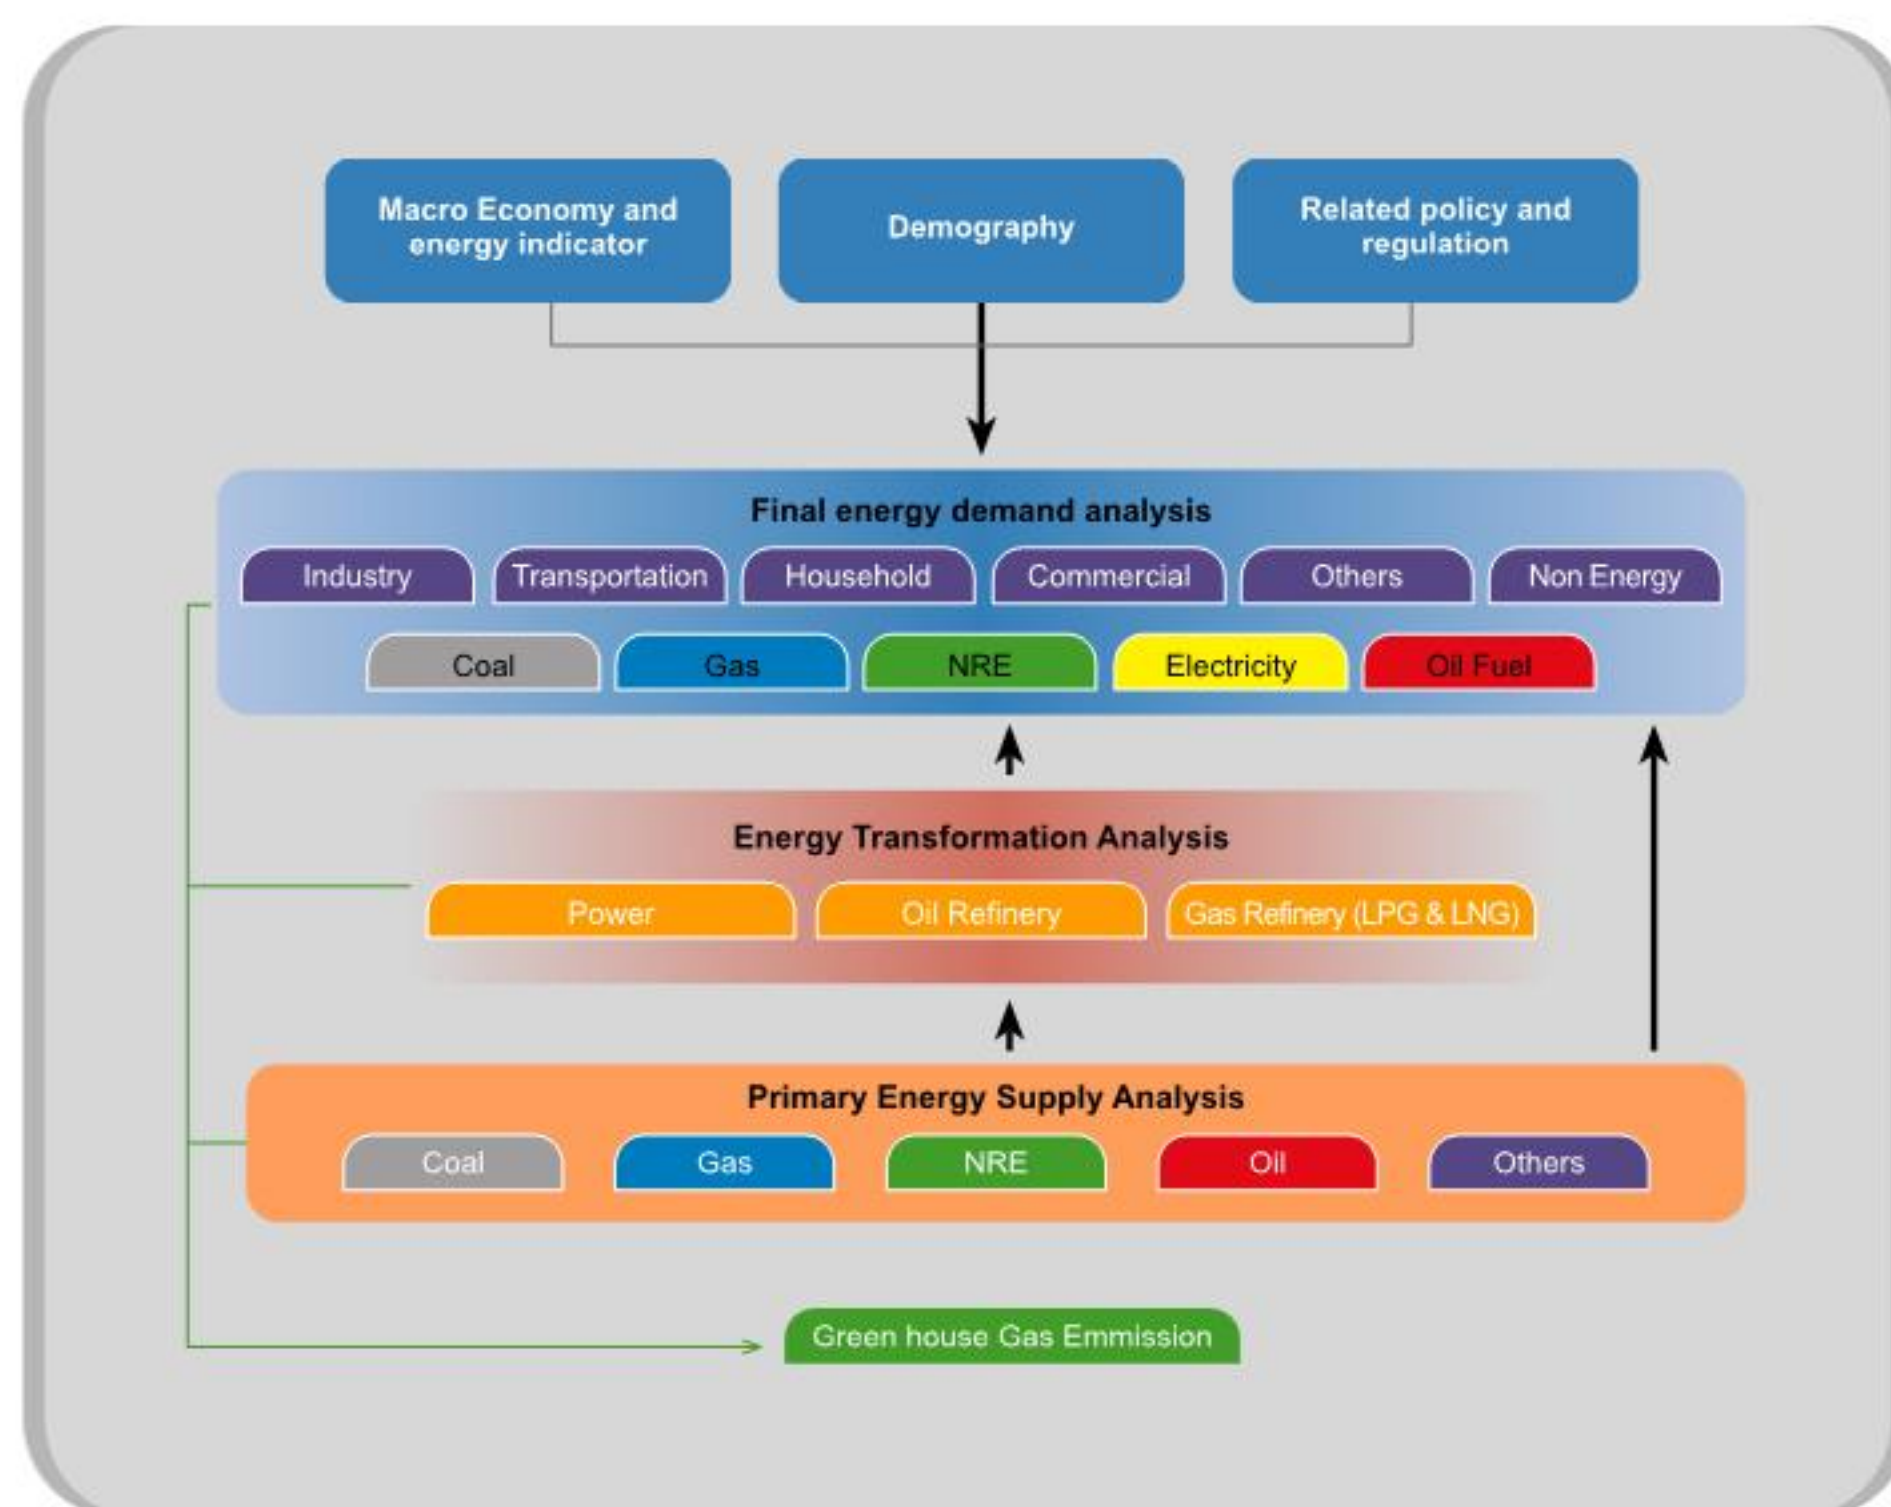 Macro Economy and
energy indicator
Demography
Related policy and
regulation
Final energy demand analysis
Industry
Transportation
Household
Commercial
Others
Non Energy
Coal
Gas
NRE
Electricity
Oil Fuel
Energy Transformation Analysis
Power
Oil Refinery
Gas Refinery (LPG & LNG)
Primary Energy Supply Analysis
Coal
Gas
NRE
Oil
Others
Green house Gas Emmission